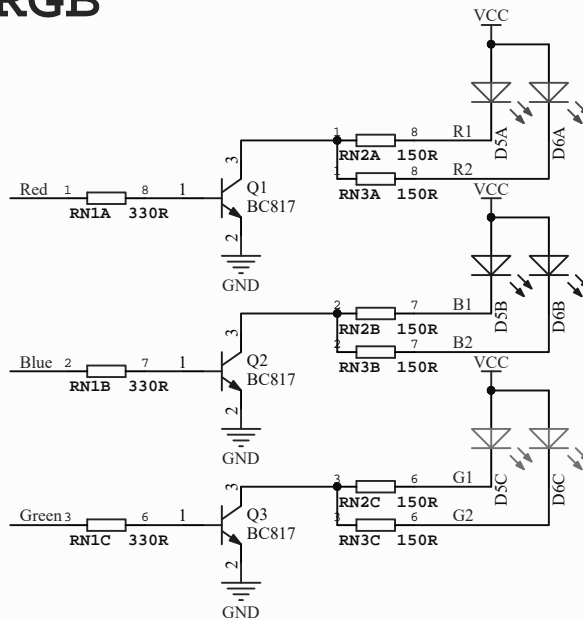 RGB
VCC
1 8 R1
RN2A 150R
D5A
D6A
3
1 8 R2
RN3A 150R
Red 1 8 1
RN1A 330R
Q1
BC817
2
GND
VCC
2 7 B1
RN2B 150R
D5B
D6B
3
2 7 B2
RN3B 150R
Blue 2 7 1
RN1B 330R
Q2
BC817
2
GND
VCC
3 6 G1
RN2C 150R
D5C
D6C
3
3 6 G2
RN3C 150R
Green 3 6 1
RN1C 330R
Q3
BC817
2
GND